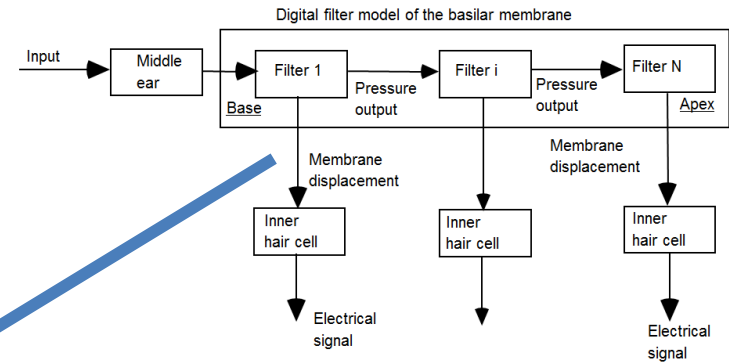 Digital filter model of the basilar membrane
Input
Middle
ear
Filter 1
Pressure
output
Filter i
Pressure
output
Filter N
Base
Apex
Membrane
displacement
Membrane
displacement
Inner
hair cell
Inner
hair cell
Inner
hair cell
Electrical
signal
Electrical
signal